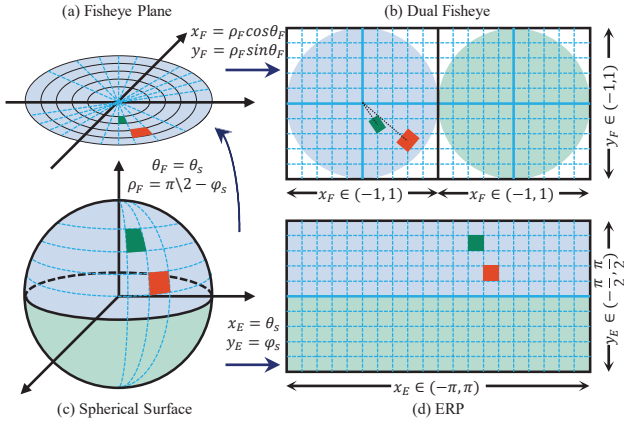 (a) Fisheye Plane
(b) Dual Fisheye
x_F = ρ_F cosθ_F
y_F = ρ_F sinθ_F
y_F ∈ (−1,1)
θ_F = θ_s
ρ_F = π\2 − φ_s
x_F ∈ (−1, 1)
x_F ∈ (−1, 1)
y_E ∈ (−π/2, π/2)
x_E = θ_s
y_E = φ_s
x_E ∈ (−π, π)
(c) Spherical Surface
(d) ERP